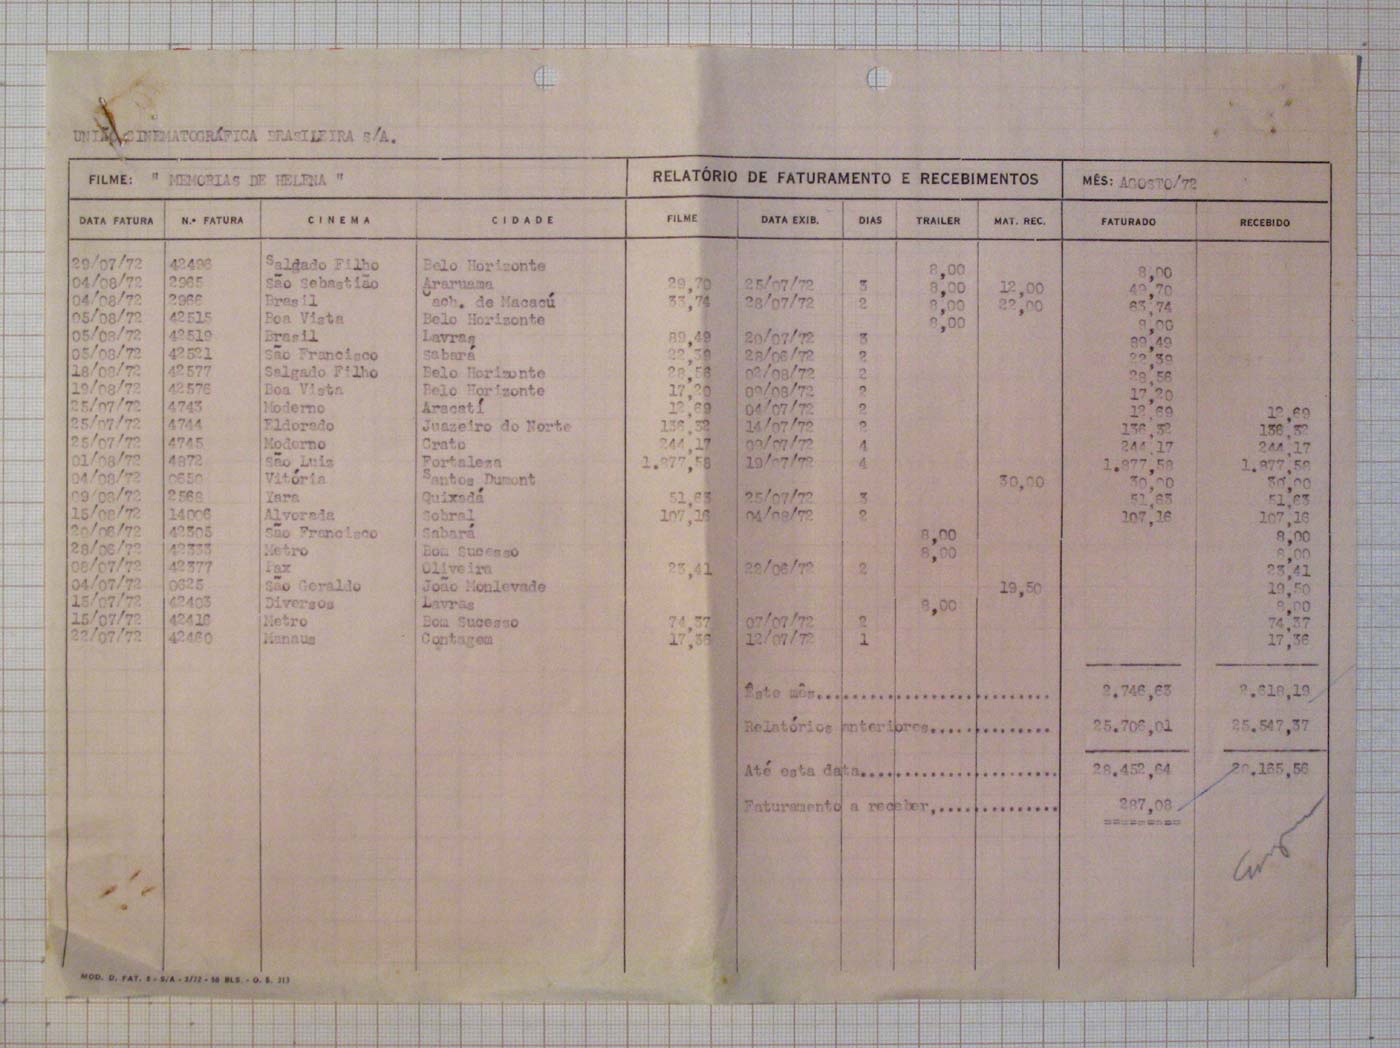 UNIÃO CINEMATOGRÁFICA BRASILEIRA S/A.
FILME: " MEMORIAS DE HELENA " RELATÓRIO DE FATURAMENTO E RECEBIMENTOS MÊS: AGOSTO/72
DATA FATURA N.º FATURA CINEMA CIDADE FILME DATA EXIB. DIAS TRAILER MAT. REC. FATURADO RECEBIDO
29/07/72 42496 Salgado Filho Belo Horizonte 8,00 8,00
04/08/72 2965 São Sebastião Araruama 29,70 25/07/72 3 8,00 12,00 49,70
04/08/72 2966 Brasil Cach. de Macacú 33,74 28/07/72 2 8,00 22,00 63,74
05/08/72 42515 Boa Vista Belo Horizonte 8,00 8,00
05/08/72 42519 Brasil Lavras 89,49 20/07/72 3 89,49
05/08/72 42521 São Francisco Sabará 22,39 28/06/72 2 22,39
18/08/72 42577 Salgado Filho Belo Horizonte 28,56 02/08/72 2 28,56
19/08/72 42576 Boa Vista Belo Horizonte 17,20 09/08/72 2 17,20
25/07/72 4743 Moderno Aracatí 12,69 04/07/72 2 12,69 12,69
25/07/72 4744 Eldorado Juazeiro do Norte 136,32 14/07/72 2 136,32 136,32
25/07/72 4745 Moderno Crato 244,17 09/07/72 4 244,17 244,17
01/08/72 4872 São Luiz Fortaleza 1.877,58 19/07/72 4 1.877,58 1.877,58
04/08/72 0650 Vitória Santos Dumont 30,00 30,00 30,00
09/08/72 2568 Yara Quixadá 51,63 25/07/72 3 51,63 51,63
15/08/72 14006 Alvorada Sobral 107,16 04/08/72 2 107,16 107,16
20/06/72 42305 São Francisco Sabará 8,00 8,00
28/06/72 42333 Metro Bom Sucesso 8,00 8,00
08/07/72 42377 Pax Oliveira 23,41 22/06/72 2 23,41
04/07/72 0625 São Geraldo João Monlevade 19,50 19,50
15/07/72 42403 Diversos Lavras 8,00 8,00
15/07/72 42416 Metro Bom Sucesso 74,37 07/07/72 2 74,37
22/07/72 42460 Manaus Contagem 17,36 12/07/72 1 17,36
Êste mês........................... 2.746,63 2.618,19
Relatórios anteriores.............. 25.706,01 25.547,37
Até esta data........................ 28.452,64 28.165,56
Faturamento a receber,............... 287,08
MOD. D. FAT. 5 - S/A - 3/72 - 50 BLS. - O. S. 313